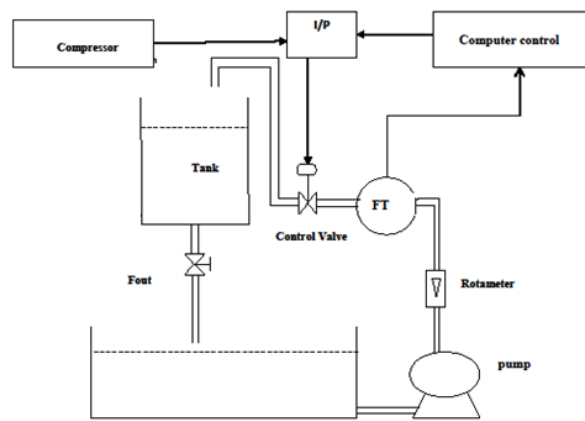 Compressor
I/P
Computer control
Tank
FT
Control Valve
Fout
Rotameter
pump